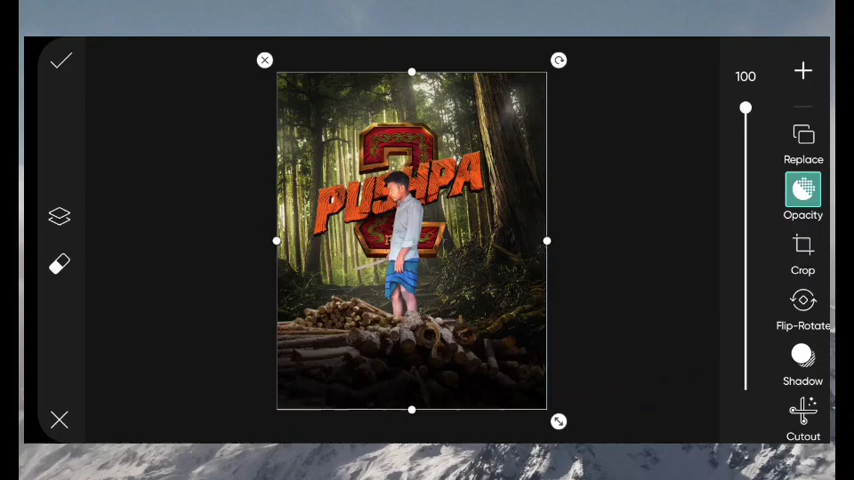 100
Replace
Opacity
Crop
Flip-Rotate
Shadow
Cutout
2
PUSHPA